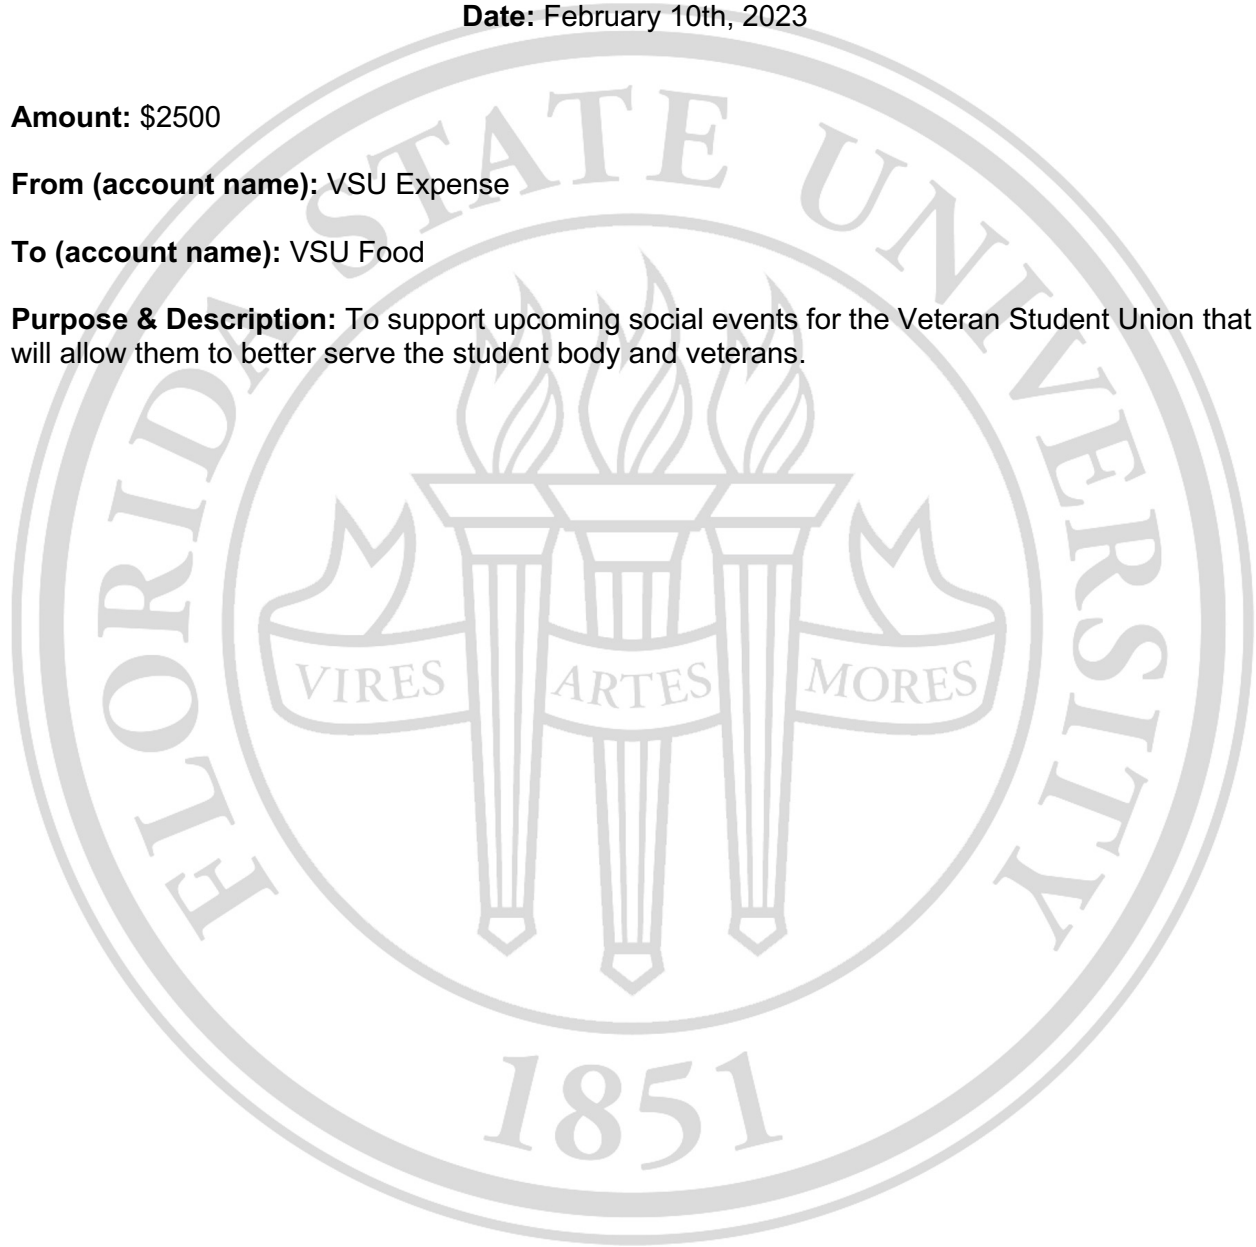 Date: February 10th, 2023
Amount: $2500
From (account name): VSU Expense
To (account name): VSU Food
Purpose & Description: To support upcoming social events for the Veteran Student Union that
will allow them to better serve the student body and veterans.
FLORIDA STATE UNIVERSITY
VIRES ARTES MORES
1851